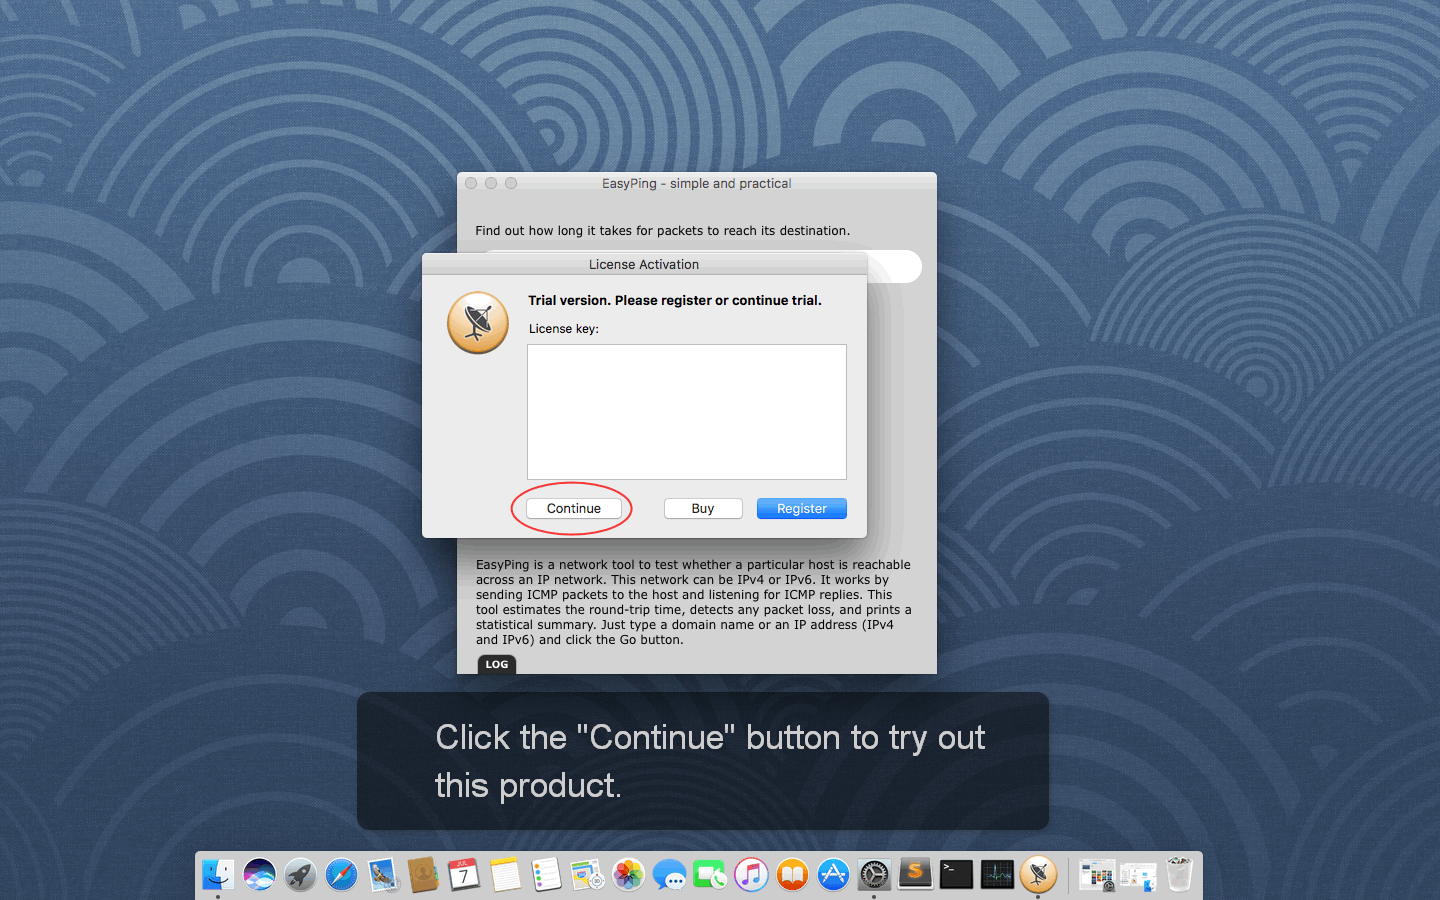 EasyPing - simple and practical
Find out how long it takes for packets to reach its destination.
License Activation
Trial version. Please register or continue trial.
License key:
Continue
Buy
Register
EasyPing is a network tool to test whether a particular host is reachable
across an IP network. This network can be IPv4 or IPv6. It works by
sending ICMP packets to the host and listening for ICMP replies. This
tool estimates the round-trip time, detects any packet loss, and prints a
statistical summary. Just type a domain name or an IP address (IPv4
and IPv6) and click the Go button.
LOG
Click the "Continue" button to try out
this product.
JUL
7